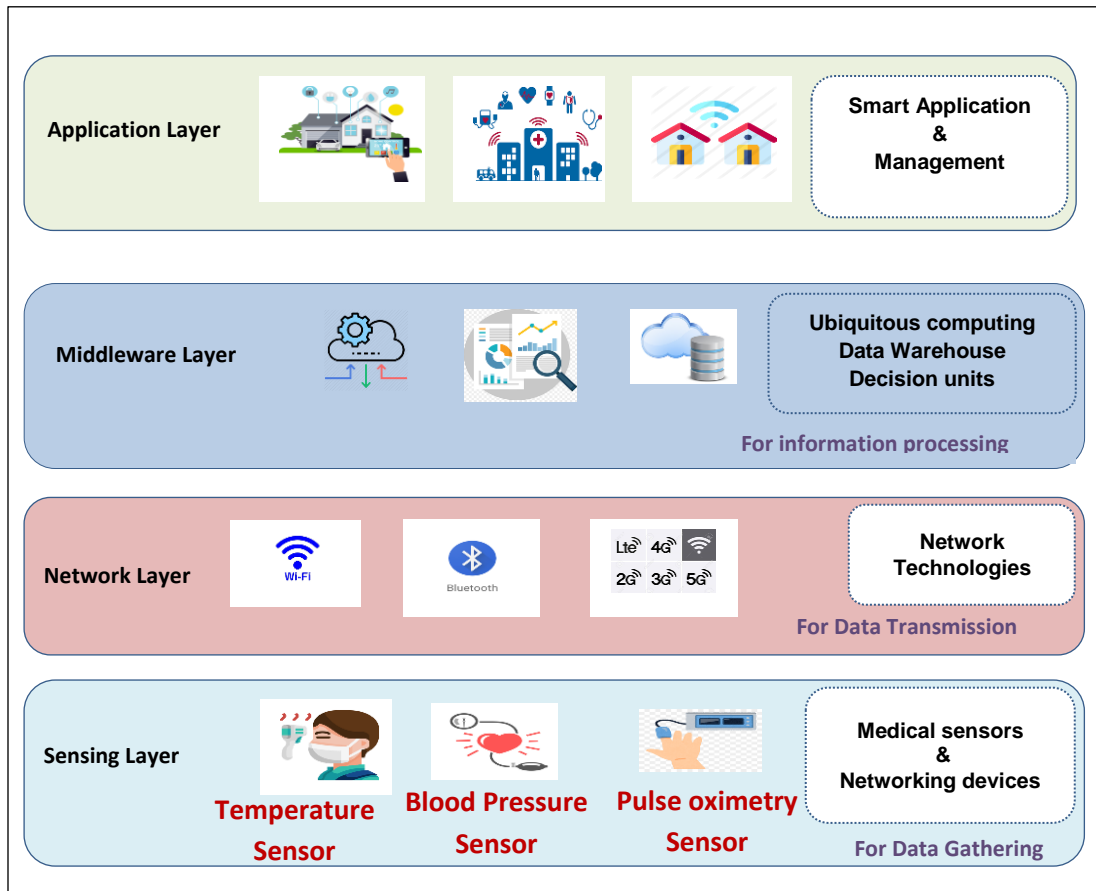 Application Layer
Smart Application
&
Management
Middleware Layer
Ubiquitous computing
Data Warehouse
Decision units
For information processing
Network Layer
Wi-Fi
Bluetooth
Lte 4G
2G 3G 5G
Network
Technologies
For Data Transmission
Sensing Layer
Temperature
Sensor
Blood Pressure
Sensor
Pulse oximetry
Sensor
Medical sensors
&
Networking devices
For Data Gathering